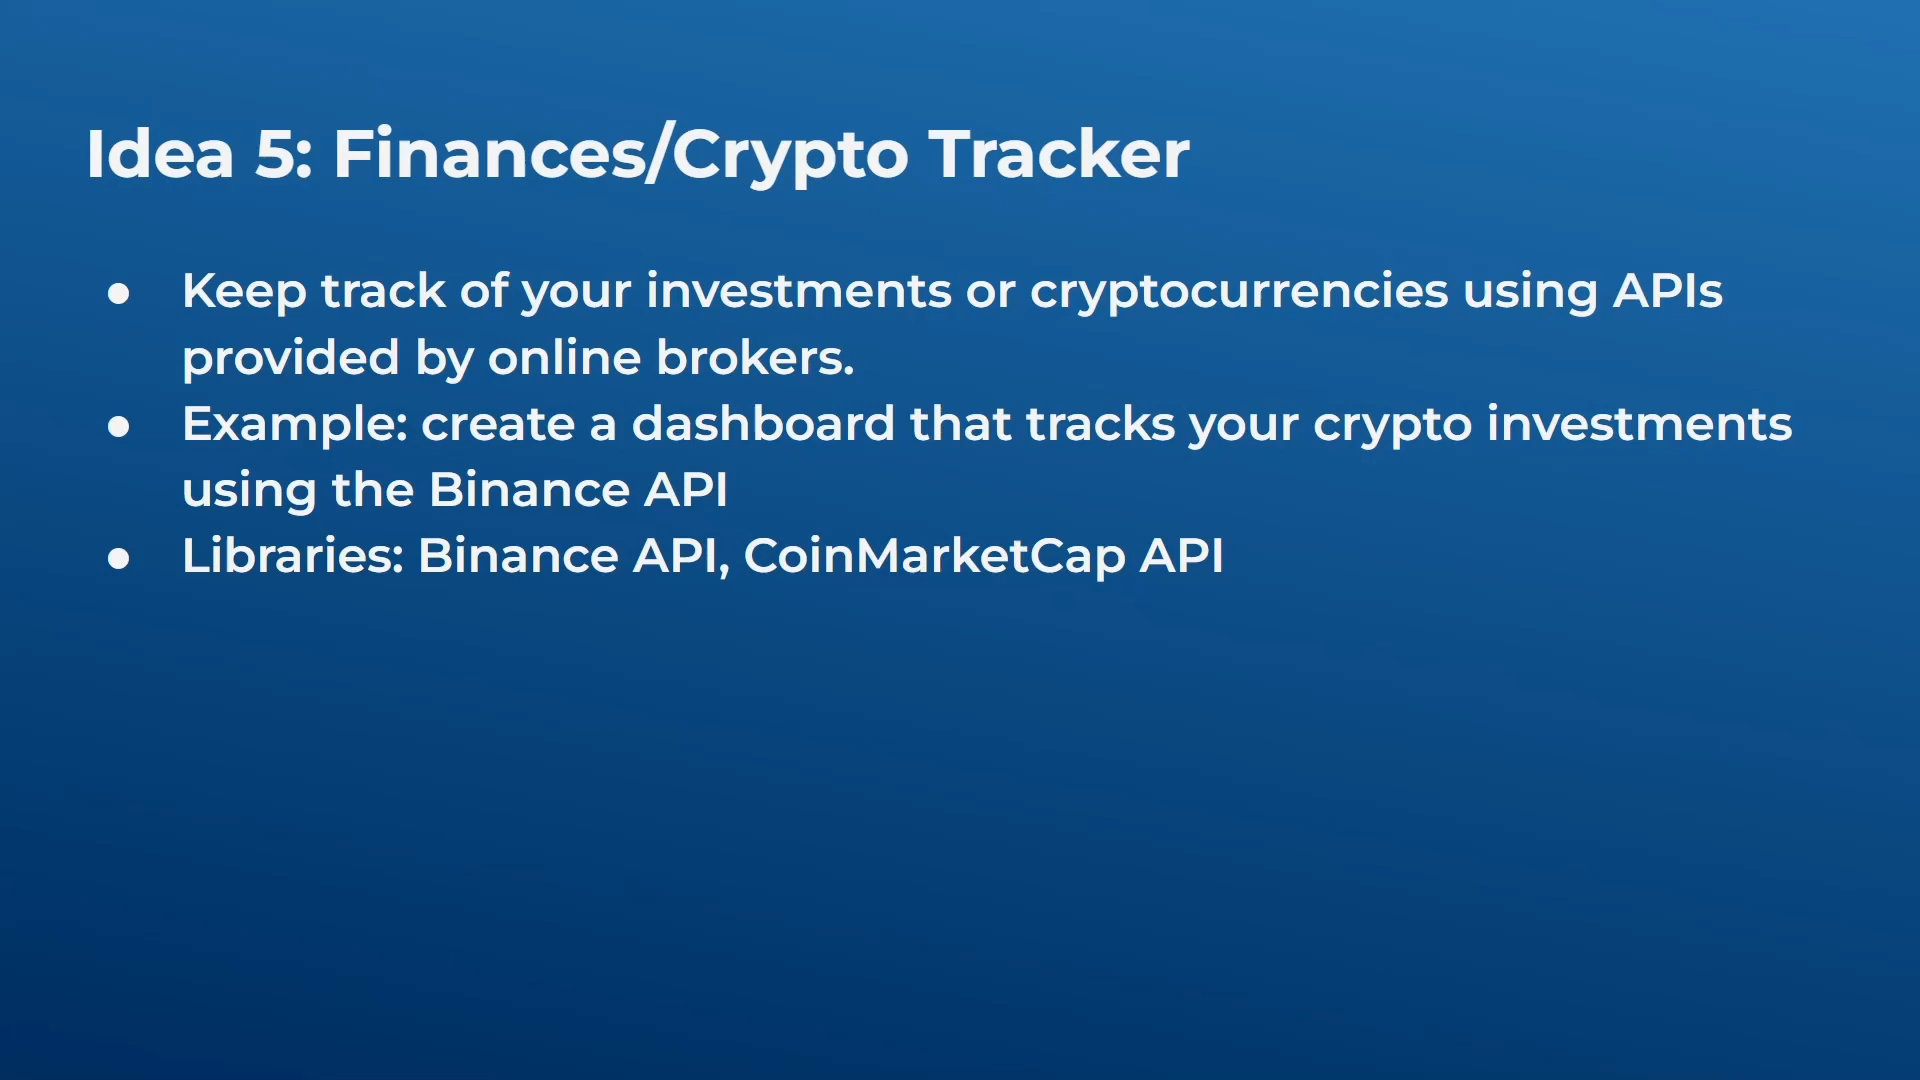 Idea 5: Finances/Crypto Tracker
● Keep track of your investments or cryptocurrencies using APIs
provided by online brokers.
● Example: create a dashboard that tracks your crypto investments
using the Binance API
● Libraries: Binance API, CoinMarketCap API